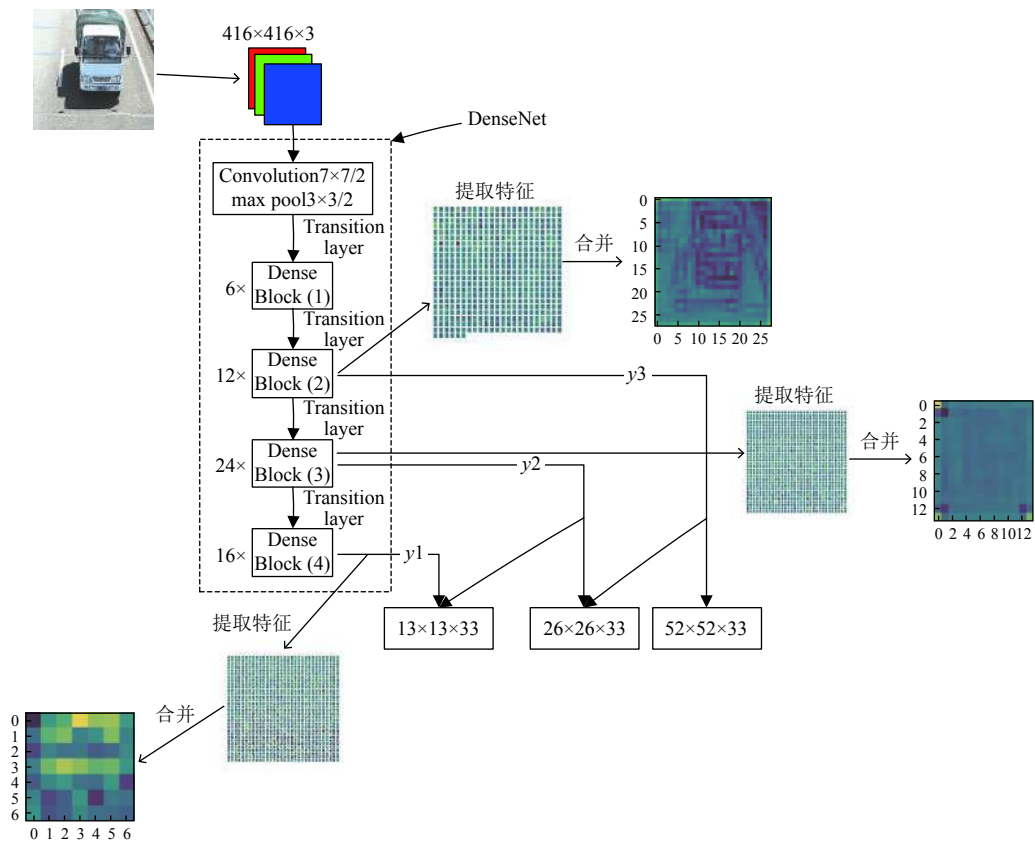 416×416×3
DenseNet
Convolution7×7/2
max pool3×3/2
Transition
layer
6×
Dense
Block (1)
Transition
layer
12×
Dense
Block (2)
Transition
layer
24×
Dense
Block (3)
Transition
layer
16×
Dense
Block (4)
提取特征
合并
0
5
10
15
20
25
0 5 10 15 20 25
y3
提取特征
合并
0
2
4
6
8
10
12
0 2 4 6 8 10 12
y2
y1
13×13×33
26×26×33
52×52×33
提取特征
合并
0
1
2
3
4
5
6
0 1 2 3 4 5 6